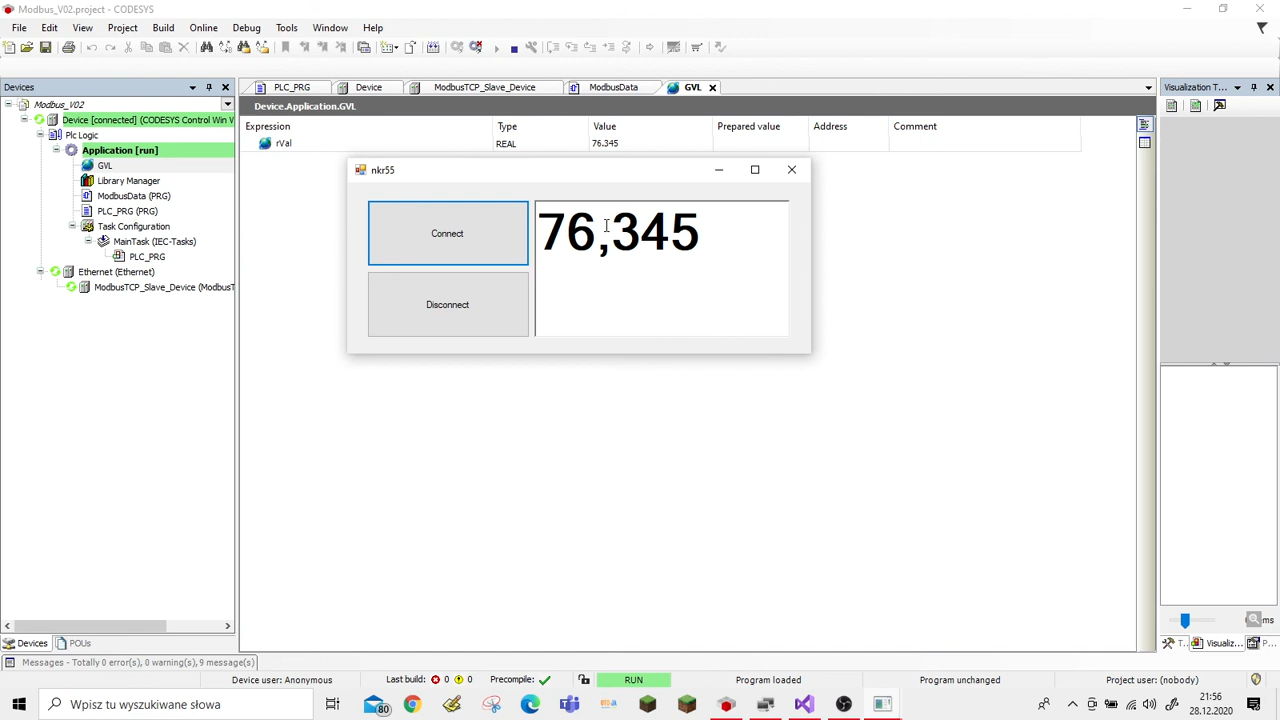 Modbus_V02.project - CODESYS
File Edit View Project Build Online Debug Tools Window Help
Devices
PLC_PRG Device ModbusTCP_Slave_Device ModbusData GVL
Visualization T...
Modbus_V02
Device [connected] (CODESYS Control Win V
Plc Logic
Application [run]
GVL
Library Manager
ModbusData (PRG)
PLC_PRG (PRG)
Task Configuration
MainTask (IEC-Tasks)
PLC_PRG
Ethernet (Ethernet)
ModbusTCP_Slave_Device (ModbusT
Device.Application.GVL
Expression Type Value Prepared value Address Comment
rVal REAL 76.345
nkr55
Connect
76,345
Disconnect
ms
Devices POUs
T... Visualiz... P...
Messages - Totally 0 error(s), 0 warning(s), 9 message(s)
Device user: Anonymous Last build: 0 0 Precompile: RUN Program loaded Program unchanged Project user: (nobody)
Wpisz tu wyszukiwane słowa
80
21:56
28.12.2020